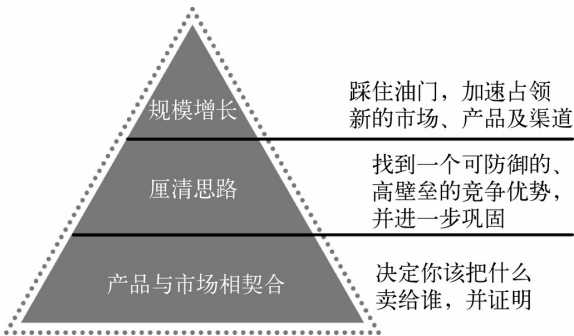 规模增长
踩住油门，加速占领
新的市场、产品及渠道
厘清思路
找到一个可防御的、
高壁垒的竞争优势，
并进一步巩固
产品与市场相契合
决定你该把什么
卖给谁，并证明